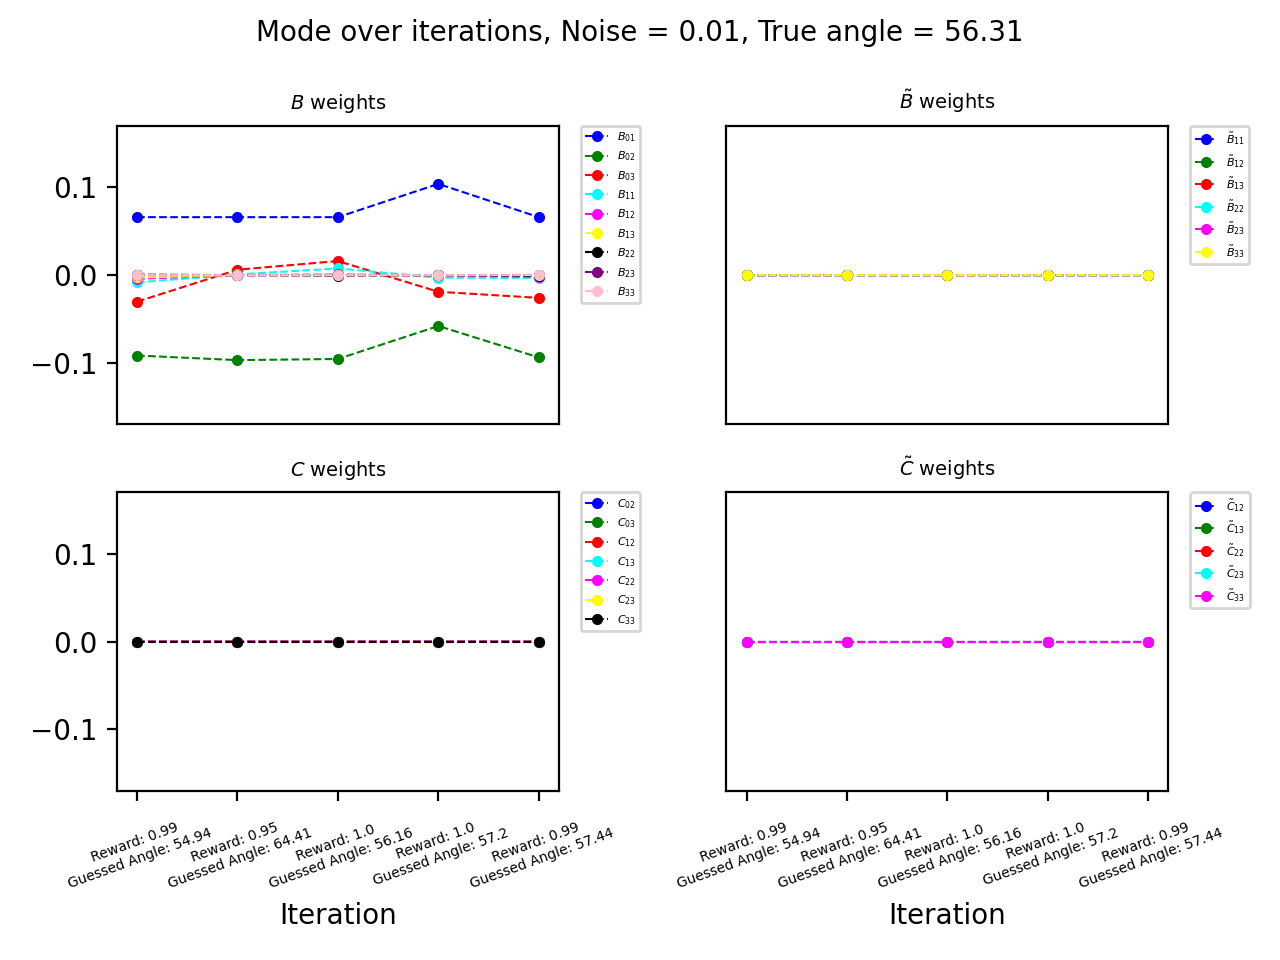 Mode over iterations, Noise = 0.01, True angle = 56.31
B weights
0.1
0.0
−0.1
B₀₁
B₀₂
B₀₃
B₁₁
B₁₂
B₁₃
B₂₂
B₂₃
B₃₃
B̃ weights
B̃₁₁
B̃₁₂
B̃₁₃
B̃₂₂
B̃₂₃
B̃₃₃
C weights
0.1
0.0
−0.1
C₀₂
C₀₃
C₁₂
C₁₃
C₂₂
C₂₃
C₃₃
C̃ weights
C̃₁₂
C̃₁₃
C̃₂₂
C̃₂₃
C̃₃₃
Reward: 0.99
Guessed Angle: 54.94
Reward: 0.95
Guessed Angle: 64.41
Reward: 1.0
Guessed Angle: 56.16
Reward: 1.0
Guessed Angle: 57.2
Reward: 0.99
Guessed Angle: 57.44
Iteration
Reward: 0.99
Guessed Angle: 54.94
Reward: 0.95
Guessed Angle: 64.41
Reward: 1.0
Guessed Angle: 56.16
Reward: 1.0
Guessed Angle: 57.2
Reward: 0.99
Guessed Angle: 57.44
Iteration